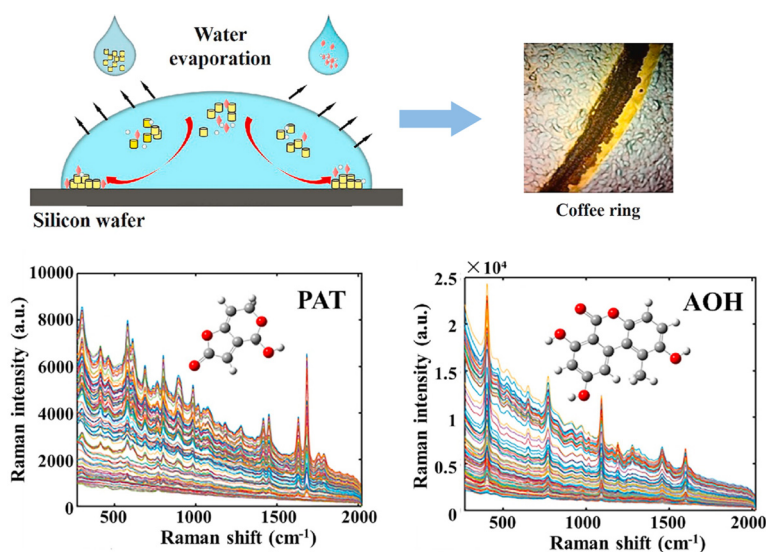 Water
evaporation
Silicon wafer
Coffee ring
PAT
10000
8000
6000
4000
2000
0
500
1000
1500
2000
Raman intensity (a.u.)
Raman shift (cm⁻¹)
H
× 10⁴
AOH
2.5
2
1.5
1
0.5
0
500
1000
1500
2000
Raman intensity (a.u.)
Raman shift (cm⁻¹)